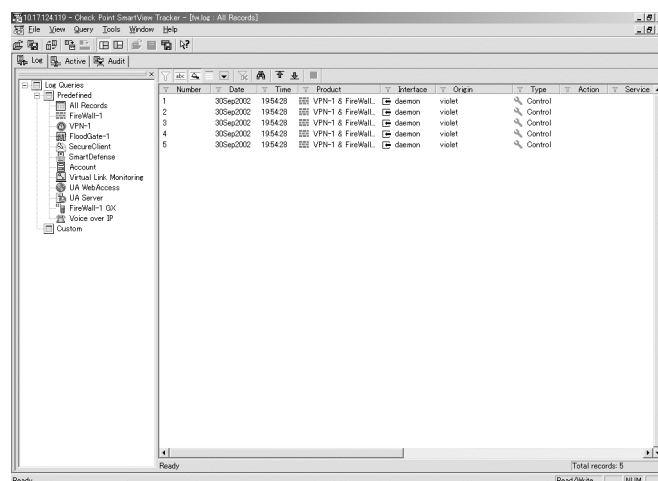 10.17.124.119 - Check Point SmartView Tracker - [fw.log : All Records]
File View Query Tools Window Help
Log Active Audit
Log Queries
Predefined
All Records
FireWall-1
VPN-1
FloodGate-1
SecureClient
SmartDefense
Account
Virtual Link Monitoring
UA WebAccess
UA Server
FireWall-1 GX
Voice over IP
Custom
abc
Number Date Time Product Interface Origin Type Action Service
1 30Sep2002 19:54:28 VPN-1 & FireWall... daemon violet Control
2 30Sep2002 19:54:28 VPN-1 & FireWall... daemon violet Control
3 30Sep2002 19:54:28 VPN-1 & FireWall... daemon violet Control
4 30Sep2002 19:54:28 VPN-1 & FireWall... daemon violet Control
5 30Sep2002 19:54:28 VPN-1 & FireWall... daemon violet Control
Ready Total records: 5
Ready Read/Write NUM